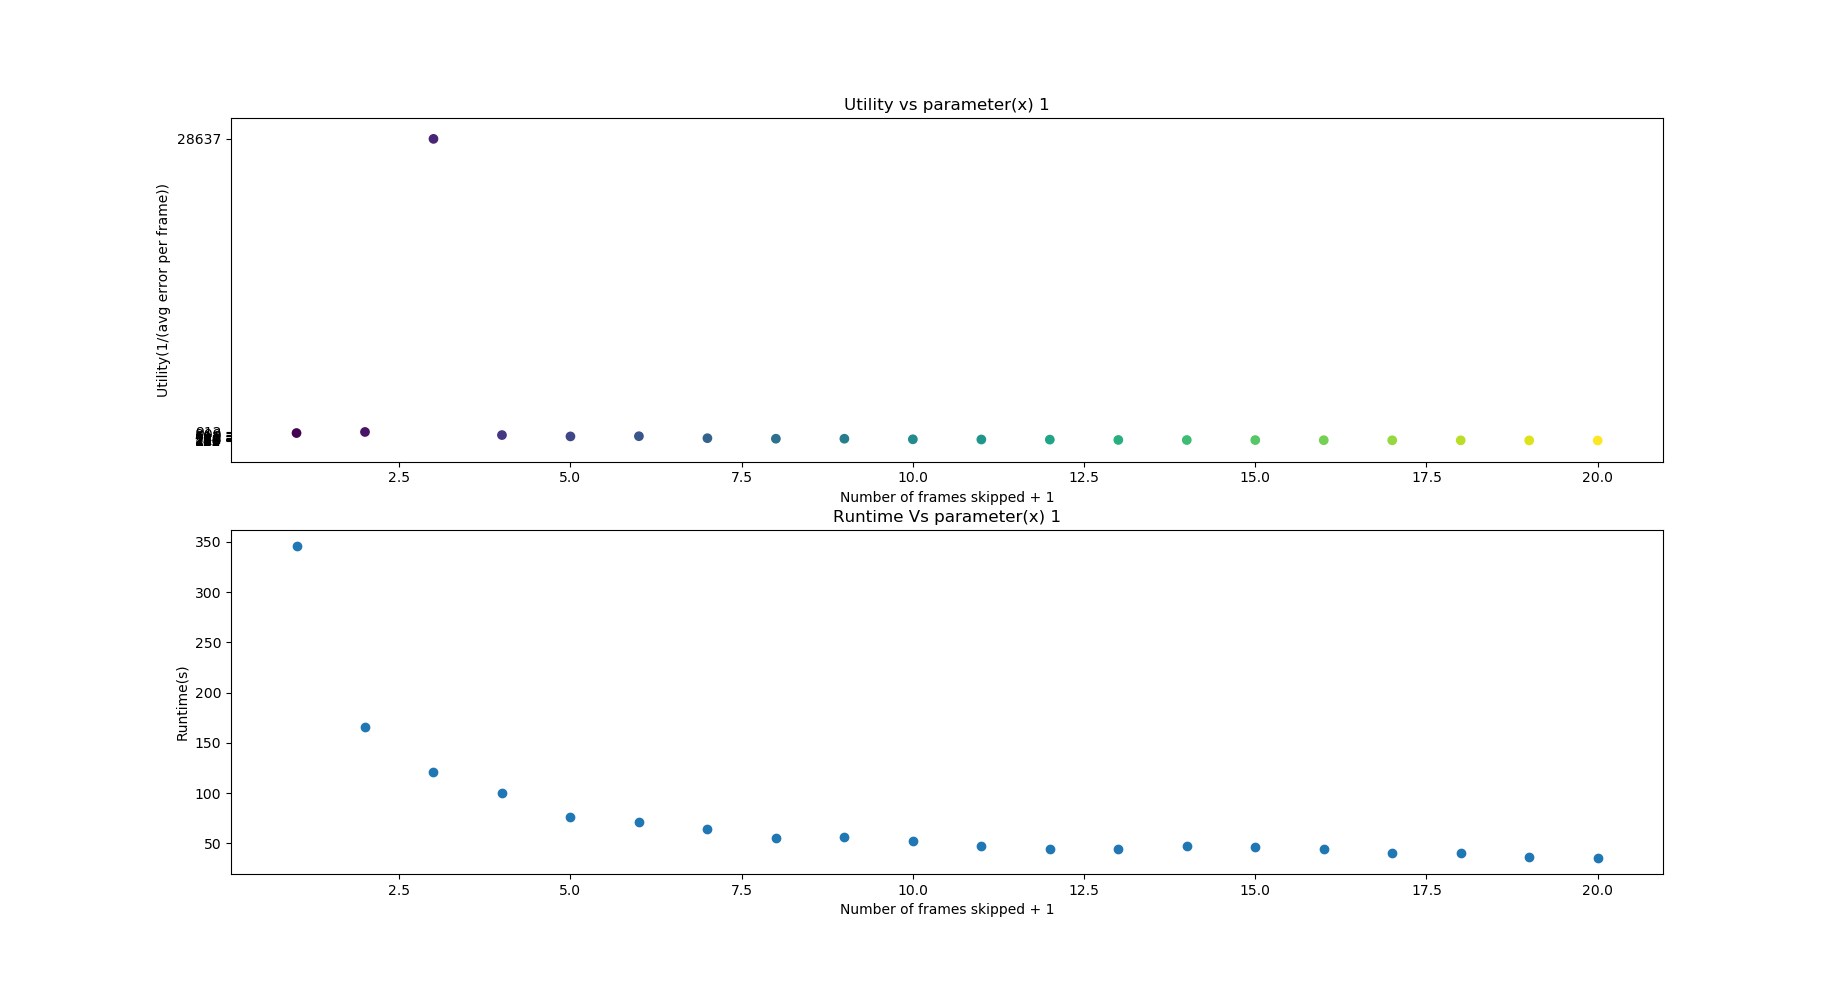 Utility vs parameter(x) 1
28637
Utility(1/(avg error per frame))
2.5 5.0 7.5 10.0 12.5 15.0 17.5 20.0
Number of frames skipped + 1
Runtime Vs parameter(x) 1
350
300
250
200
150
100
50
Runtime(s)
2.5 5.0 7.5 10.0 12.5 15.0 17.5 20.0
Number of frames skipped + 1